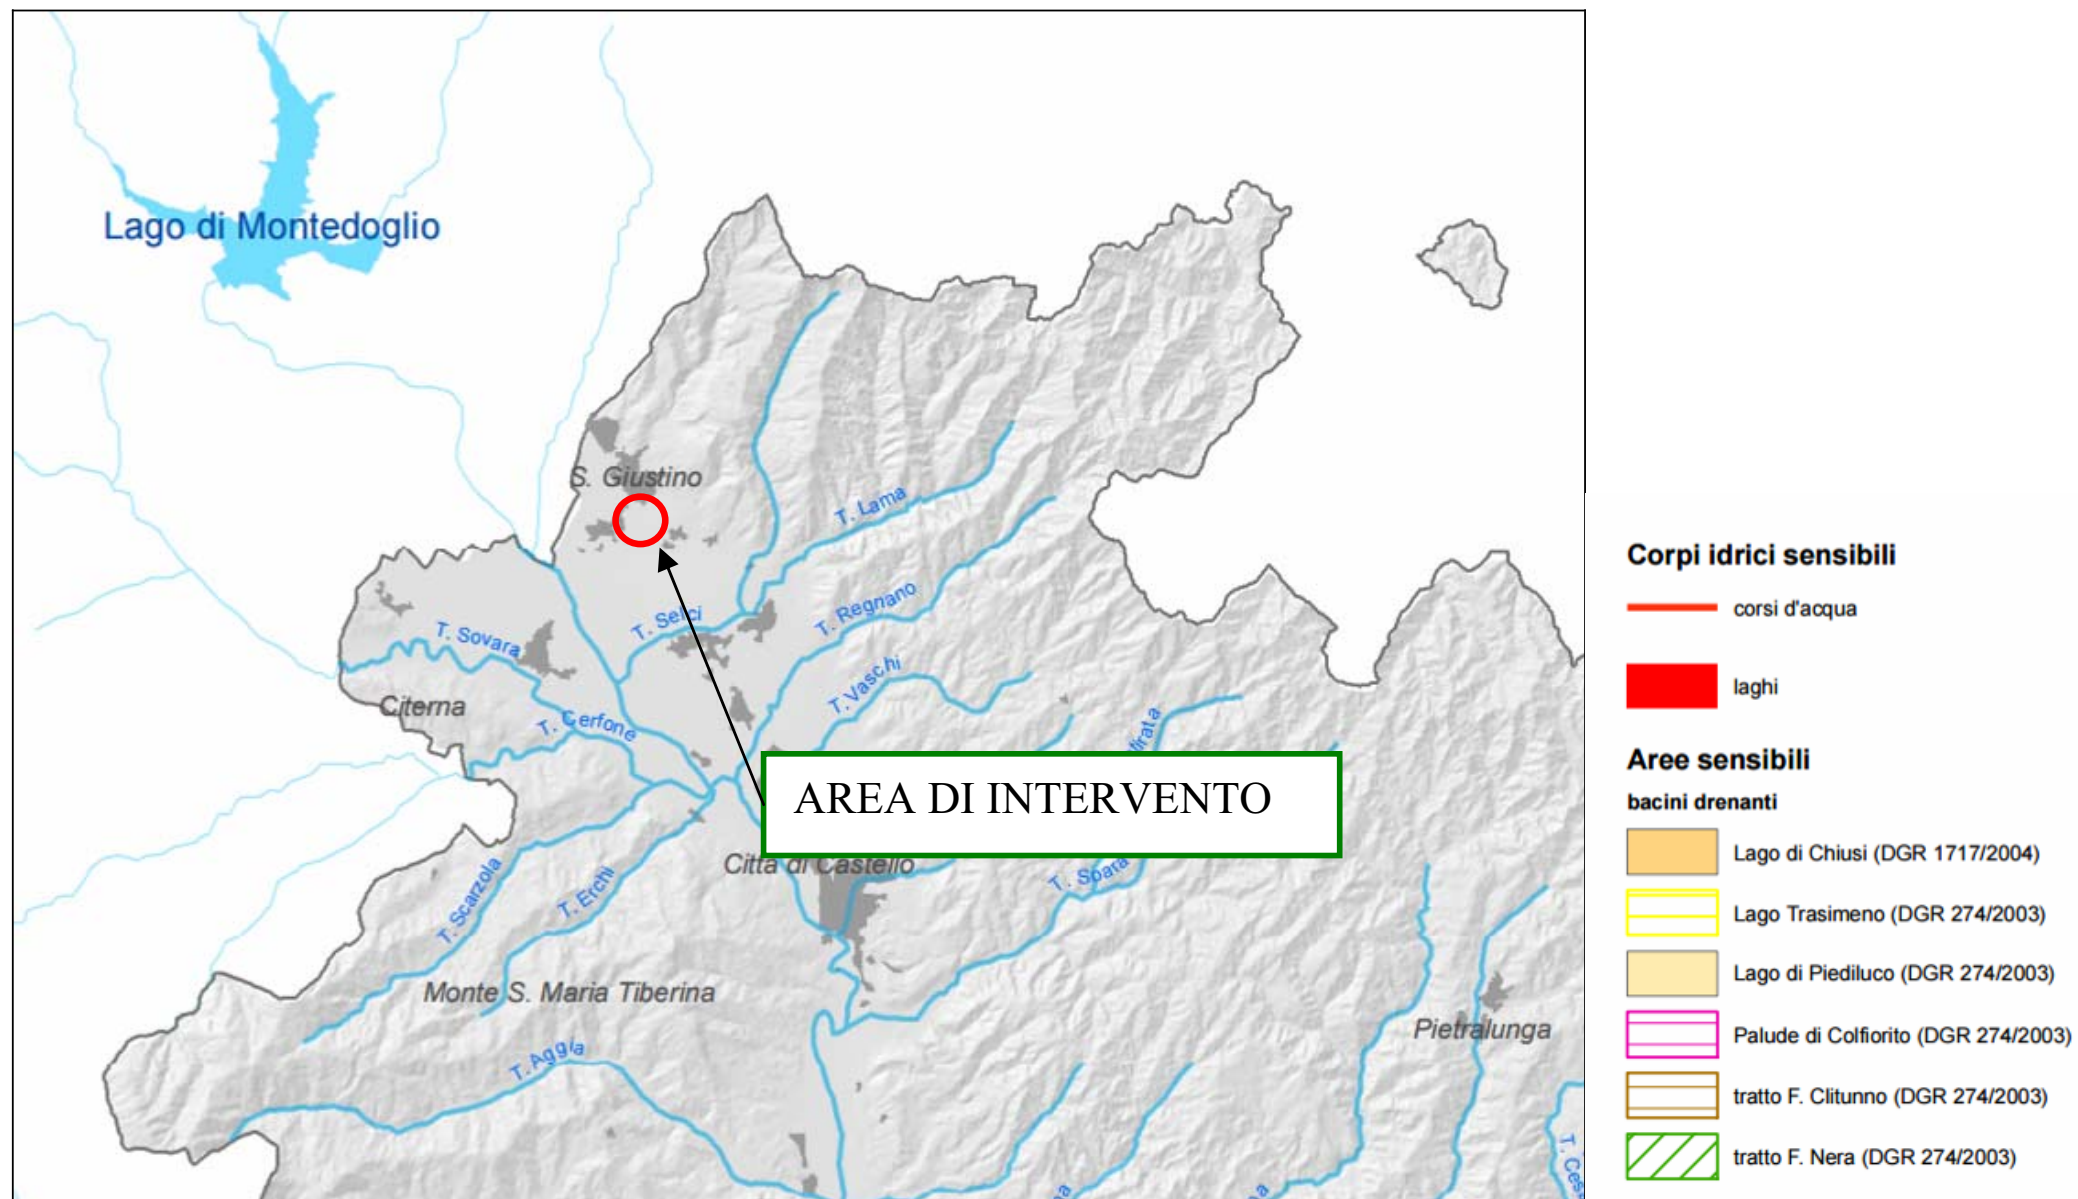 Lago di Montedoglio
S. Giustino
T. Lama
T. Selci
T. Regnano
T. Sovara
T. Vaschi
Citerna
T. Cerfone
AREA DI INTERVENTO
Città di Castello
T. Scarzola
T. Erchi
T. Soara
Monte S. Maria Tiberina
Pietralunga
T. Aggia
Corpi idrici sensibili
corsi d'acqua
laghi
Aree sensibili
bacini drenanti
Lago di Chiusi (DGR 1717/2004)
Lago Trasimeno (DGR 274/2003)
Lago di Piediluco (DGR 274/2003)
Palude di Colfiorito (DGR 274/2003)
tratto F. Clitunno (DGR 274/2003)
tratto F. Nera (DGR 274/2003)